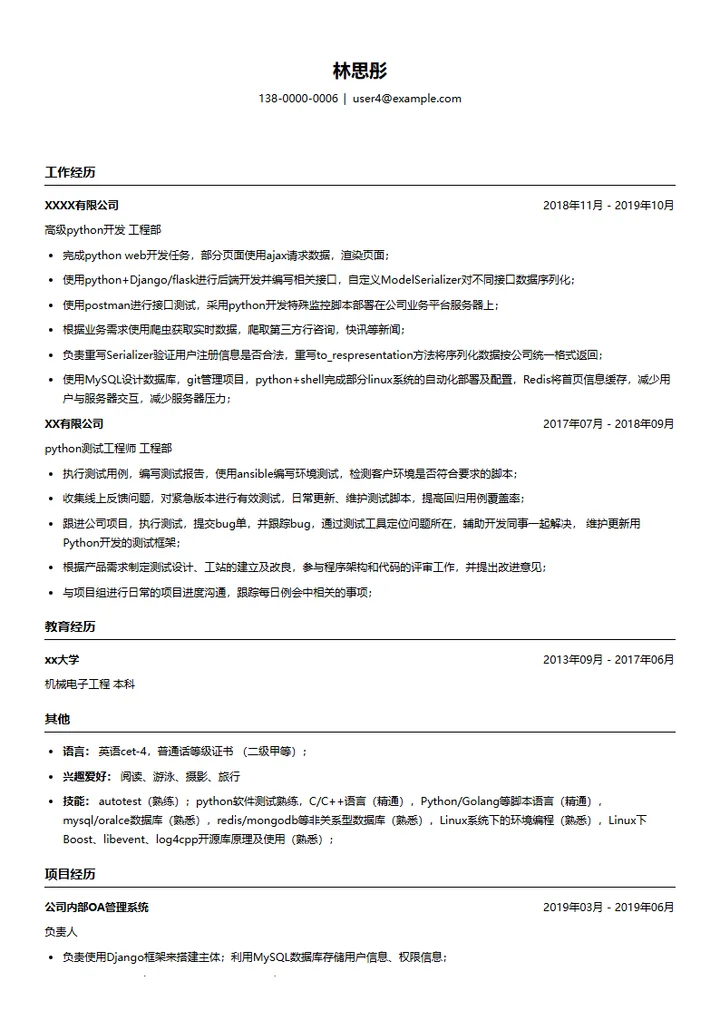 林思彤
138-0000-0006 | user4@example.com
工作经历
XXXX有限公司 2018年11月 - 2019年10月
高级python开发 工程部
• 完成python web开发任务，部分页面使用ajax请求数据，渲染页面；
• 使用python+Django/flask进行后端开发并编写相关接口，自定义ModelSerializer对不同接口数据序列化；
• 使用postman进行接口测试，采用python开发特殊监控脚本部署在公司业务平台服务器上；
• 根据业务需求使用爬虫获取实时数据，爬取第三方行咨询，快讯等新闻；
• 负责重写Serializer验证用户注册信息是否合法，重写to_respresentation方法将序列化数据按公司统一格式返回；
• 使用MySQL设计数据库，git管理项目，python+shell完成部分linux系统的自动化部署及配置，Redis将首页信息缓存，减少用
户与服务器交互，减少服务器压力；
XX有限公司 2017年07月 - 2018年09月
python测试工程师 工程部
• 执行测试用例，编写测试报告，使用ansible编写环境测试，检测客户环境是否符合要求的脚本；
• 收集线上反馈问题，对紧急版本进行有效测试，日常更新、维护测试脚本，提高回归用例覆盖率；
• 跟进公司项目，执行测试，提交bug单，并跟踪bug，通过测试工具定位问题所在，辅助开发同事一起解决， 维护更新用
Python开发的测试框架；
• 根据产品需求制定测试设计、工站的建立及改良，参与程序架构和代码的评审工作，并提出改进意见；
• 与项目组进行日常的项目进度沟通，跟踪每日例会中相关的事项；
教育经历
xx大学 2013年09月 - 2017年06月
机械电子工程 本科
其他
• 语言： 英语cet-4，普通话等级证书 （二级甲等）；
• 兴趣爱好： 阅读、游泳、摄影、旅行
• 技能： autotest（熟练）；python软件测试熟练，C/C++语言（精通），Python/Golang等脚本语言（精通），
mysql/oralce数据库（熟悉），redis/mongodb等非关系型数据库（熟悉），Linux系统下的环境编程（熟悉），Linux下
Boost、libevent、log4cpp开源库原理及使用（熟悉）；
项目经历
公司内部OA管理系统 2019年03月 - 2019年06月
负责人
• 负责使用Django框架来搭建主体；利用MySQL数据库存储用户信息、权限信息；